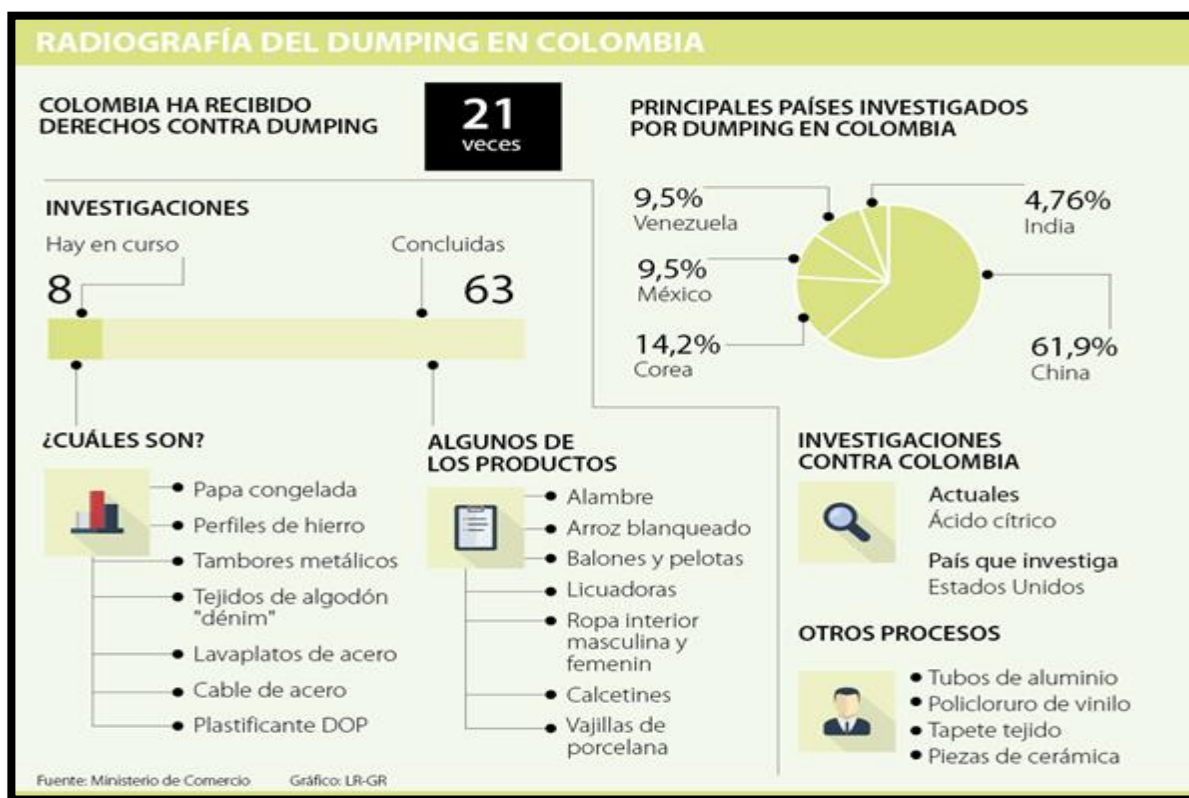 RADIOGRAFÍA DEL DUMPING EN COLOMBIA
COLOMBIA HA RECIBIDO
DERECHOS CONTRA DUMPING
21
veces
INVESTIGACIONES
Hay en curso
8
Concluidas
63
¿CUÁLES SON?
Papa congelada
Perfiles de hierro
Tambores metálicos
Tejidos de algodón
"dénim"
Lavaplatos de acero
Cable de acero
Plastificante DOP
ALGUNOS DE
LOS PRODUCTOS
Alambre
Arroz blanqueado
Balones y pelotas
Licuadoras
Ropa interior
masculina y
femenin
Calcetines
Vajillas de
porcelana
PRINCIPALES PAÍSES INVESTIGADOS
POR DUMPING EN COLOMBIA
9,5%
Venezuela
9,5%
México
14,2%
Corea
4,76%
India
61,9%
China
INVESTIGACIONES
CONTRA COLOMBIA
Actuales
Ácido cítrico
País que investiga
Estados Unidos
OTROS PROCESOS
Tubos de aluminio
Policloruro de vinilo
Tapete tejido
Piezas de cerámica
Fuente: Ministerio de Comercio Gráfico: LR-GR